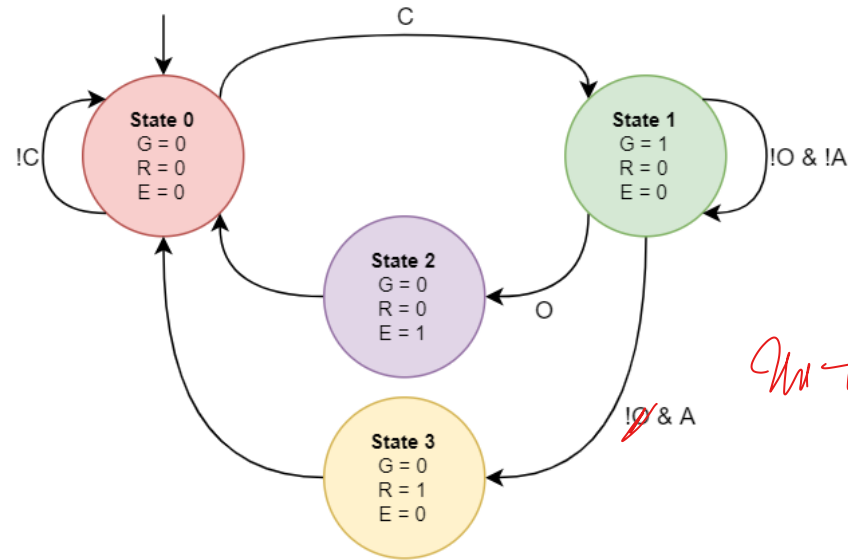 C
State 0
G = 0
R = 0
E = 0
!C
State 1
G = 1
R = 0
E = 0
!O & !A
State 2
G = 0
R = 0
E = 1
O
!O & A
State 3
G = 0
R = 1
E = 0